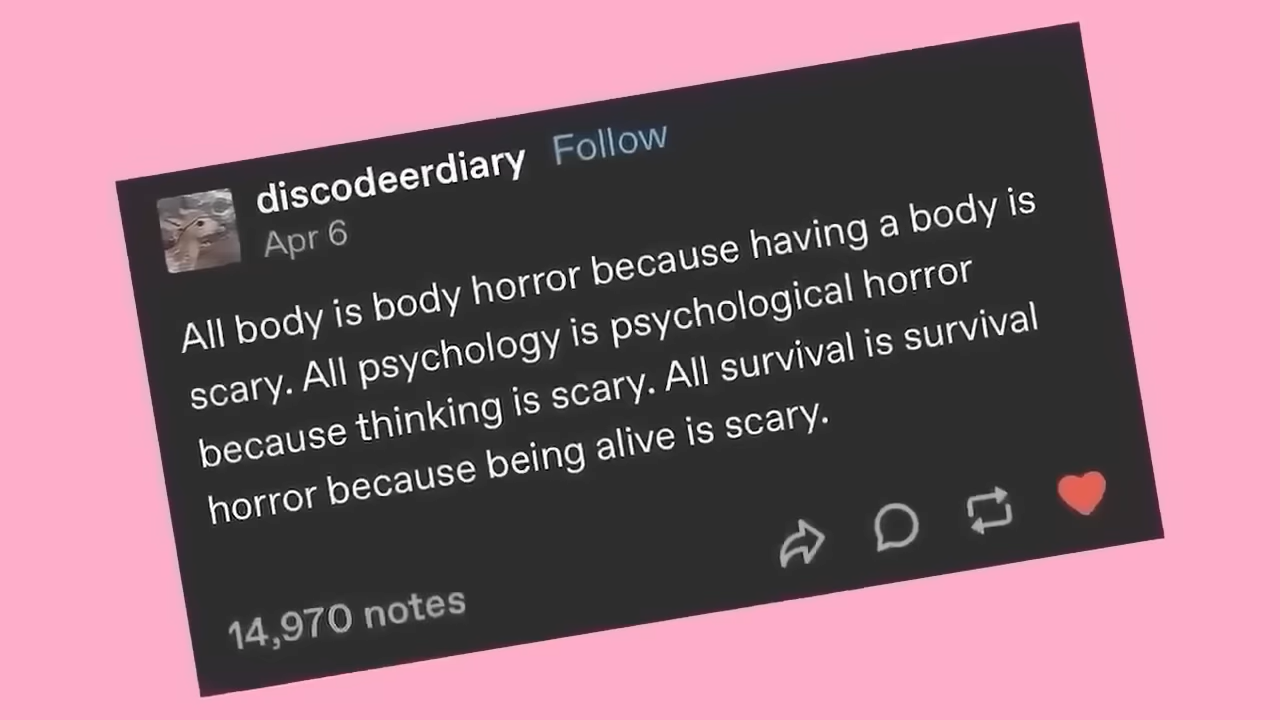 discodeerdiary Follow
Apr 6
All body is body horror because having a body is
scary. All psychology is psychological horror
because thinking is scary. All survival is survival
horror because being alive is scary.
14,970 notes